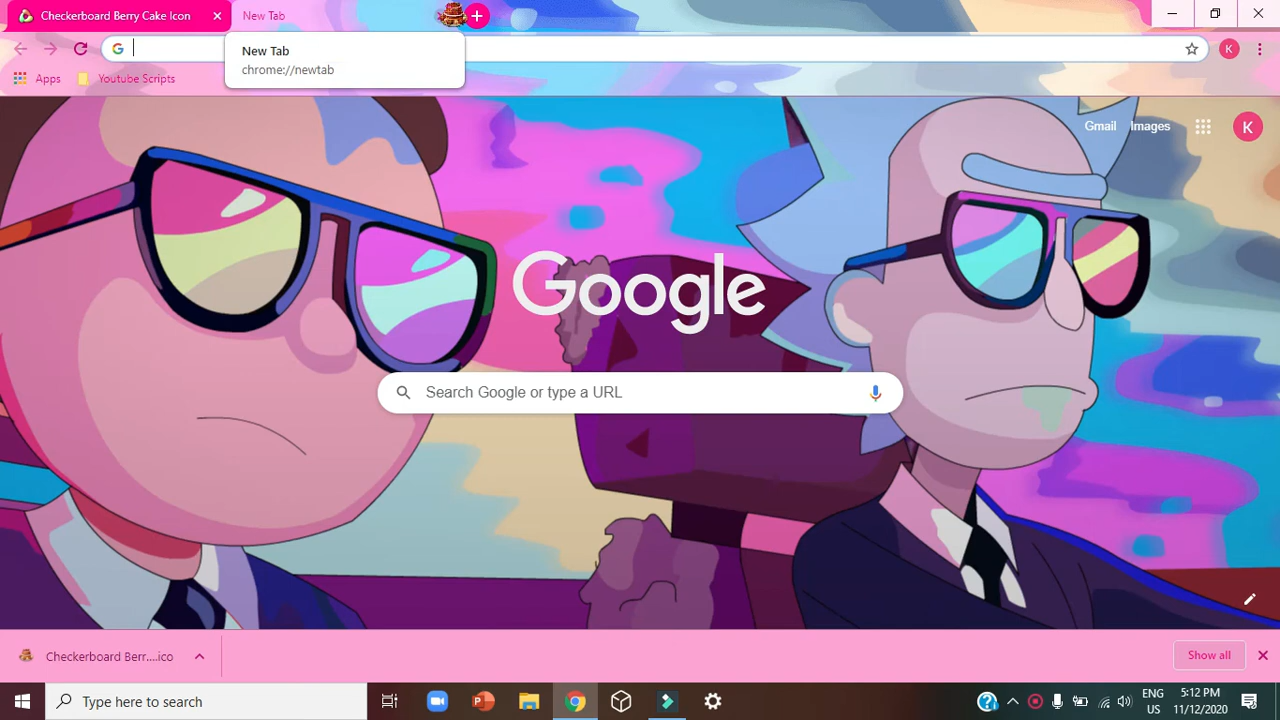 Checkerboard Berry Cake Icon
New Tab
New Tab
chrome://newtab
Apps
Youtube Scripts
K
Gmail
Images
K
Google
Search Google or type a URL
Checkerboard Berr....ico
Show all
Type here to search
ENG
US
5:12 PM
11/12/2020